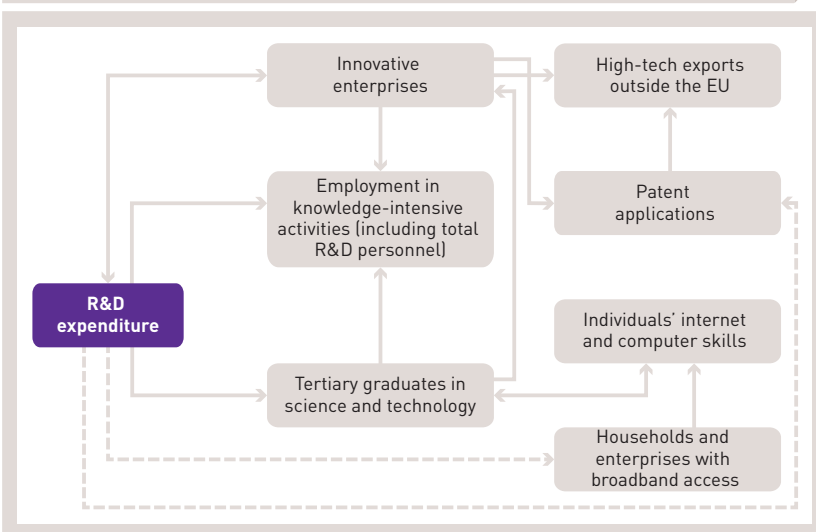 Innovative
enterprises
High-tech exports
outside the EU
Employment in
knowledge-intensive
activities (including total
R&D personnel)
Patent
applications
R&D
expenditure
Individuals’ internet
and computer skills
Tertiary graduates in
science and technology
Households and
enterprises with
broadband access